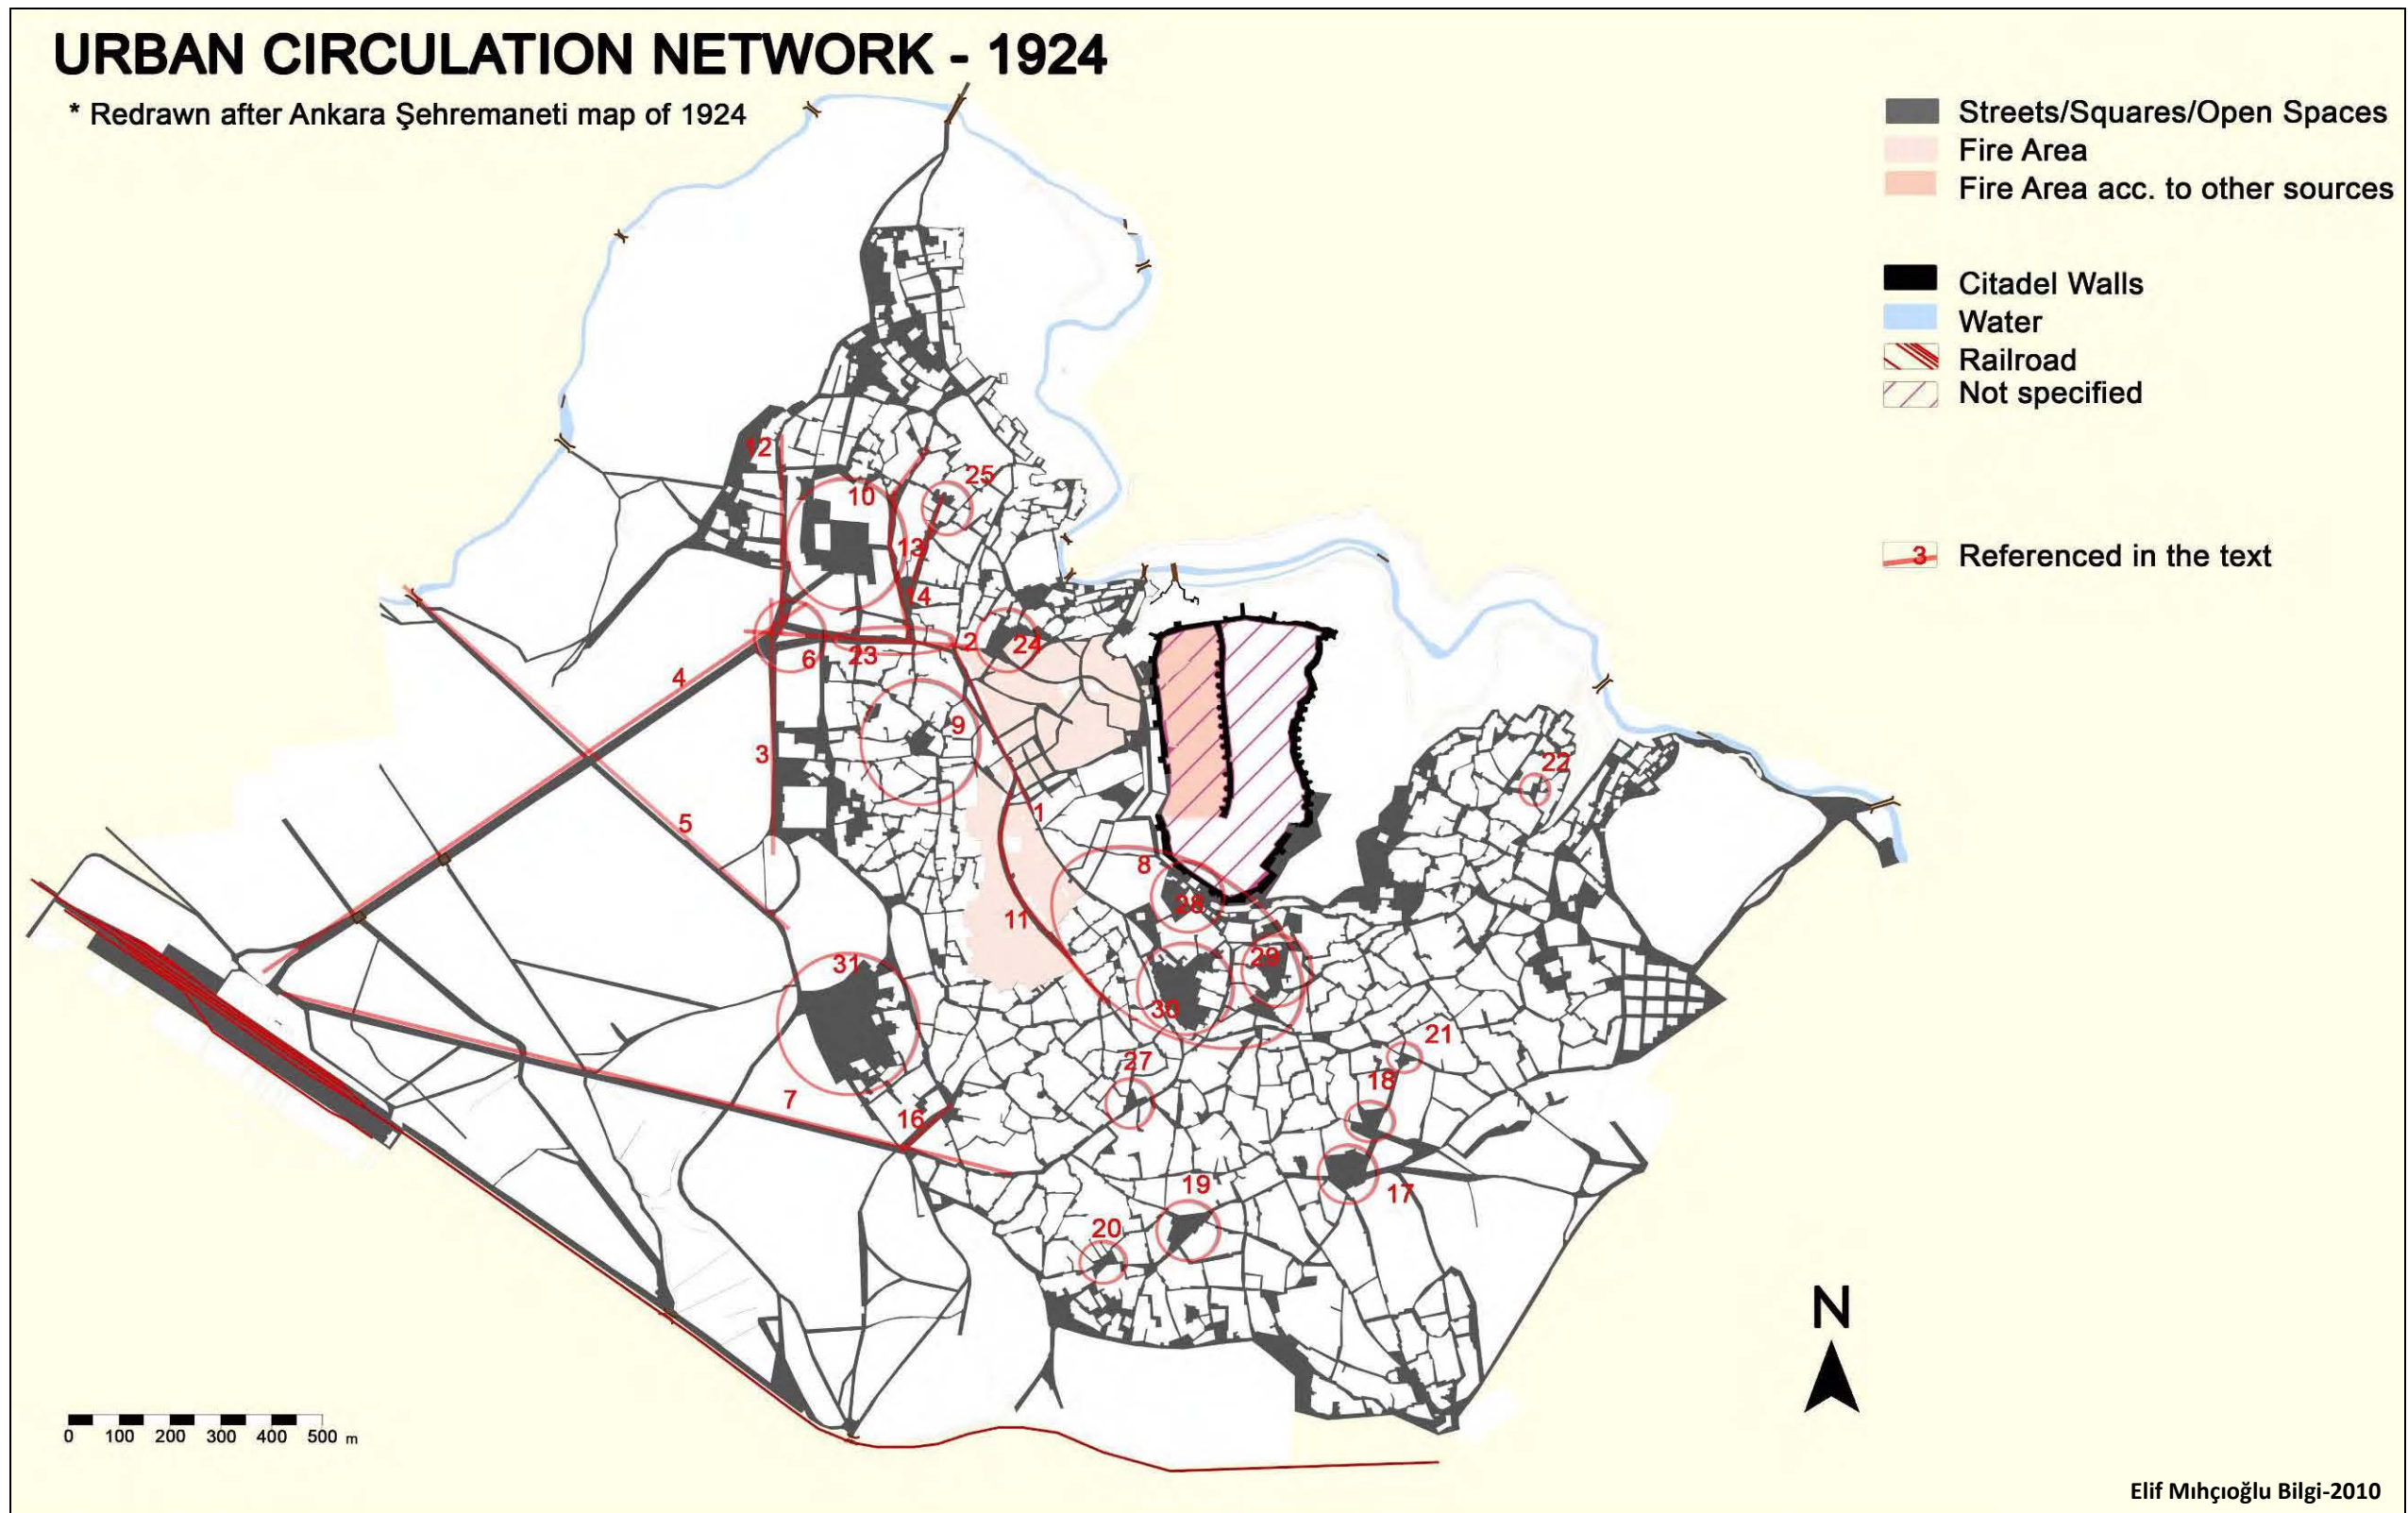 URBAN CIRCULATION NETWORK - 1924
* Redrawn after Ankara Şehremaneti map of 1924
Streets/Squares/Open Spaces
Fire Area
Fire Area acc. to other sources
Citadel Walls
Water
Railroad
Not specified
3 Referenced in the text
12
25
10
13
14
2
24
6
23
4
9
3
22
1
5
8
28
11
29
31
30
21
27
18
7
16
19
17
20
N
0 100 200 300 400 500 m
Elif Mıhçıoğlu Bilgi-2010